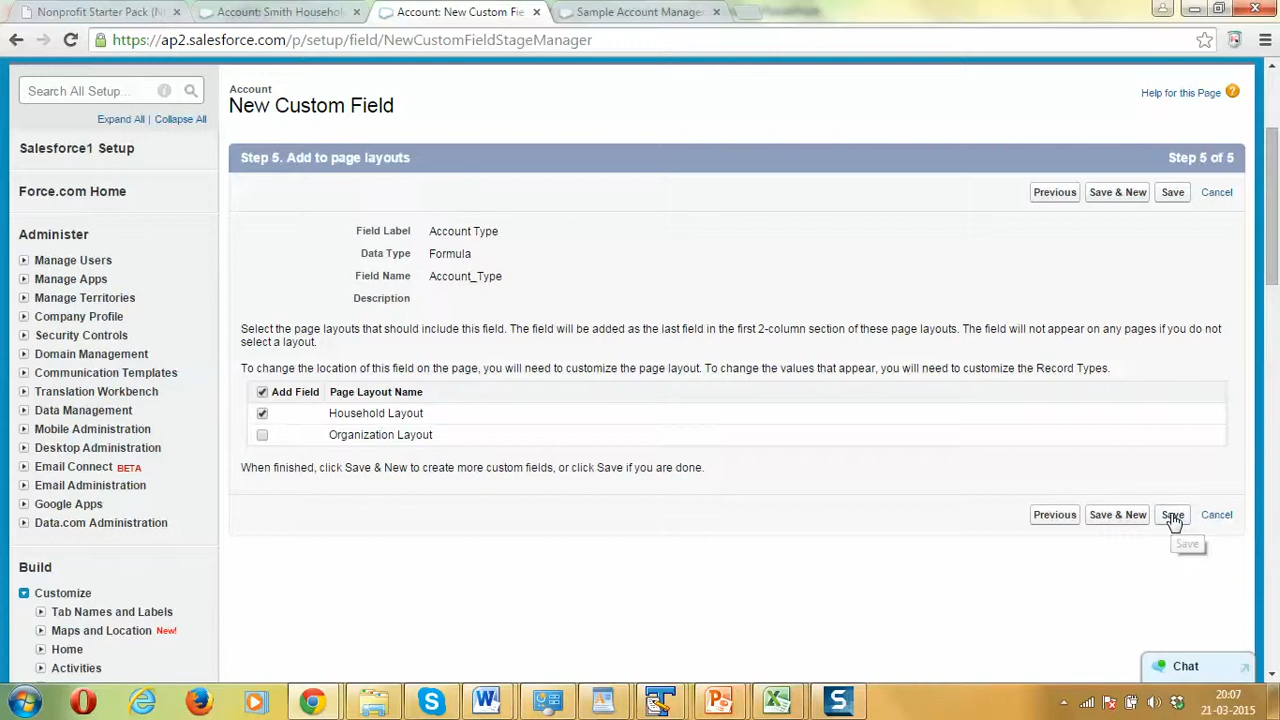 Nonprofit Starter Pack (N
Account: Smith Househol
Account: New Custom Fie
Sample Account Manage
https://ap2.salesforce.com/p/setup/field/NewCustomFieldStageManager
Search All Setup...
Expand All | Collapse All
Salesforce1 Setup
Force.com Home
Administer
Manage Users
Manage Apps
Manage Territories
Company Profile
Security Controls
Domain Management
Communication Templates
Translation Workbench
Data Management
Mobile Administration
Desktop Administration
Email Connect BETA
Email Administration
Google Apps
Data.com Administration
Build
Customize
Tab Names and Labels
Maps and Location New!
Home
Activities
Account
New Custom Field
Help for this Page
Step 5. Add to page layouts
Step 5 of 5
Previous Save & New Save Cancel
Field Label Account Type
Data Type Formula
Field Name Account_Type
Description
Select the page layouts that should include this field. The field will be added as the last field in the first 2-column section of these page layouts. The field will not appear on any pages if you do not
select a layout.
To change the location of this field on the page, you will need to customize the page layout. To change the values that appear, you will need to customize the Record Types.
Add Field Page Layout Name
Household Layout
Organization Layout
When finished, click Save & New to create more custom fields, or click Save if you are done.
Previous Save & New Save Cancel
Save
Chat
20:07
21-03-2015